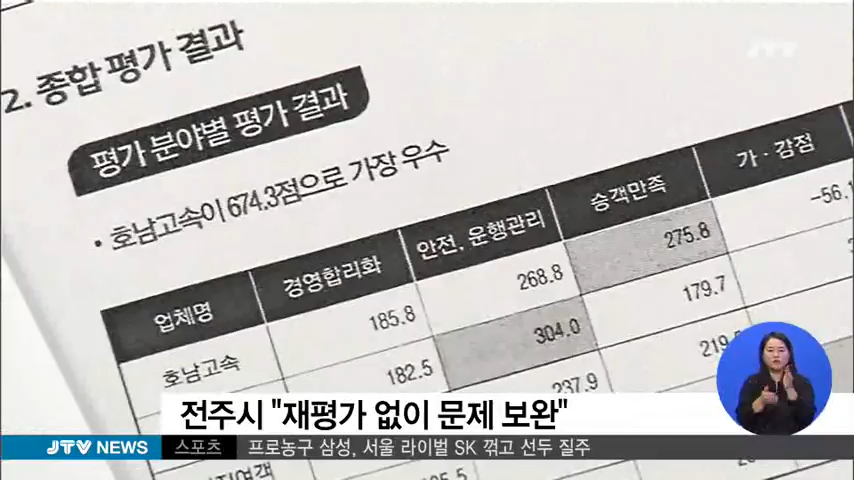 JTV
2. 종합 평가 결과
평가 분야별 평가 결과
• 호남고속이 674.3점으로 가장 우수
업체명 경영합리화 안전, 운행관리 승객만족 가·감점
호남고속 185.8 268.8 275.8 -56.1
182.5 304.0 179.7
237.9
전주시 "재평가 없이 문제 보완"
JTV NEWS 스포츠 프로농구 삼성, 서울 라이벌 SK 꺾고 선두 질주